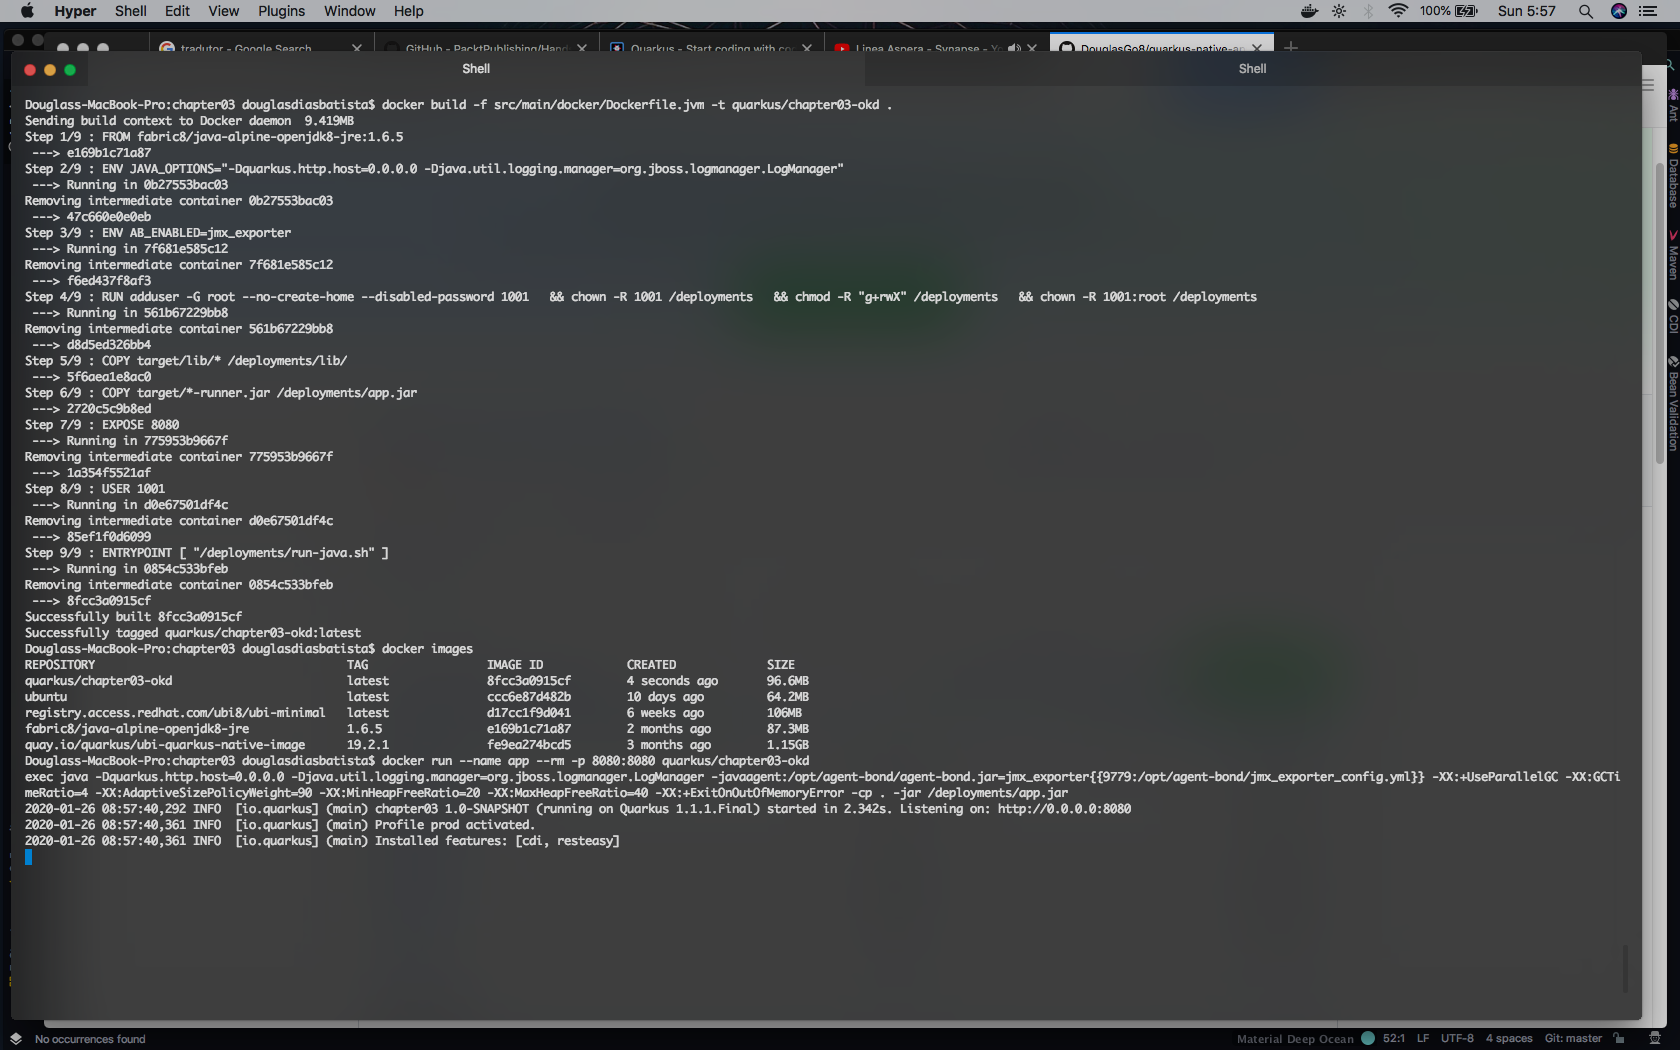 Hyper Shell Edit View Plugins Window Help 100% Sun 5:57
tradutor - Google Search
GitHub - PacktPublishing/Hand
Quarkus - Start coding with co
Linea Aspera - Synapse - Yo
DouglasGo8/quarkus-native-ap
Shell Shell
Douglass-MacBook-Pro:chapter03 douglasdiasbatista$ docker build -f src/main/docker/Dockerfile.jvm -t quarkus/chapter03-okd .
Sending build context to Docker daemon  9.419MB
Step 1/9 : FROM fabric8/java-alpine-openjdk8-jre:1.6.5
 ---> e169b1c71a87
Step 2/9 : ENV JAVA_OPTIONS="-Dquarkus.http.host=0.0.0.0 -Djava.util.logging.manager=org.jboss.logmanager.LogManager"
 ---> Running in 0b27553bac03
Removing intermediate container 0b27553bac03
 ---> 47c660e0e0eb
Step 3/9 : ENV AB_ENABLED=jmx_exporter
 ---> Running in 7f681e585c12
Removing intermediate container 7f681e585c12
 ---> f6ed437f8af3
Step 4/9 : RUN adduser -G root --no-create-home --disabled-password 1001   && chown -R 1001 /deployments   && chmod -R "g+rwX" /deployments   && chown -R 1001:root /deployments
 ---> Running in 561b67229bb8
Removing intermediate container 561b67229bb8
 ---> d8d5ed326bb4
Step 5/9 : COPY target/lib/* /deployments/lib/
 ---> 5f6aea1e8ac0
Step 6/9 : COPY target/*-runner.jar /deployments/app.jar
 ---> 2720c5c9b8ed
Step 7/9 : EXPOSE 8080
 ---> Running in 775953b9667f
Removing intermediate container 775953b9667f
 ---> 1a354f5521af
Step 8/9 : USER 1001
 ---> Running in d0e67501df4c
Removing intermediate container d0e67501df4c
 ---> 85ef1f0d6099
Step 9/9 : ENTRYPOINT [ "/deployments/run-java.sh" ]
 ---> Running in 0854c533bfeb
Removing intermediate container 0854c533bfeb
 ---> 8fcc3a0915cf
Successfully built 8fcc3a0915cf
Successfully tagged quarkus/chapter03-okd:latest
Douglass-MacBook-Pro:chapter03 douglasdiasbatista$ docker images
REPOSITORY TAG IMAGE ID CREATED SIZE
quarkus/chapter03-okd latest 8fcc3a0915cf 4 seconds ago 96.6MB
ubuntu latest ccc6e87d482b 10 days ago 64.2MB
registry.access.redhat.com/ubi8/ubi-minimal latest d17cc1f9d041 6 weeks ago 106MB
fabric8/java-alpine-openjdk8-jre 1.6.5 e169b1c71a87 2 months ago 87.3MB
quay.io/quarkus/ubi-quarkus-native-image 19.2.1 fe9ea274bcd5 3 months ago 1.15GB
Douglass-MacBook-Pro:chapter03 douglasdiasbatista$ docker run --name app --rm -p 8080:8080 quarkus/chapter03-okd
exec java -Dquarkus.http.host=0.0.0.0 -Djava.util.logging.manager=org.jboss.logmanager.LogManager -javaagent:/opt/agent-bond/agent-bond.jar=jmx_exporter{{9779:/opt/agent-bond/jmx_exporter_config.yml}} -XX:+UseParallelGC -XX:GCTi
meRatio=4 -XX:AdaptiveSizePolicyWeight=90 -XX:MinHeapFreeRatio=20 -XX:MaxHeapFreeRatio=40 -XX:+ExitOnOutOfMemoryError -cp . -jar /deployments/app.jar
2020-01-26 08:57:40,292 INFO  [io.quarkus] (main) chapter03 1.0-SNAPSHOT (running on Quarkus 1.1.1.Final) started in 2.342s. Listening on: http://0.0.0.0:8080
2020-01-26 08:57:40,361 INFO  [io.quarkus] (main) Profile prod activated.
2020-01-26 08:57:40,361 INFO  [io.quarkus] (main) Installed features: [cdi, resteasy]
Ant
Database
Maven
CDI
Bean Validation
No occurrences found Material Deep Ocean 52:1 LF UTF-8 4 spaces Git: master